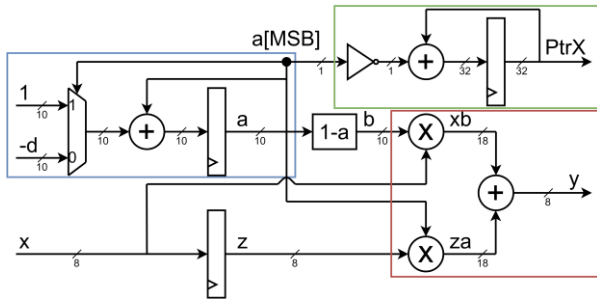 a[MSB]
PtrX
1 1 + 32 32
1 10 1
-d 10 0
10 + 10 a 10 1-a b 10 X xb 18
+ y 8
x 8 z 8 X za 18